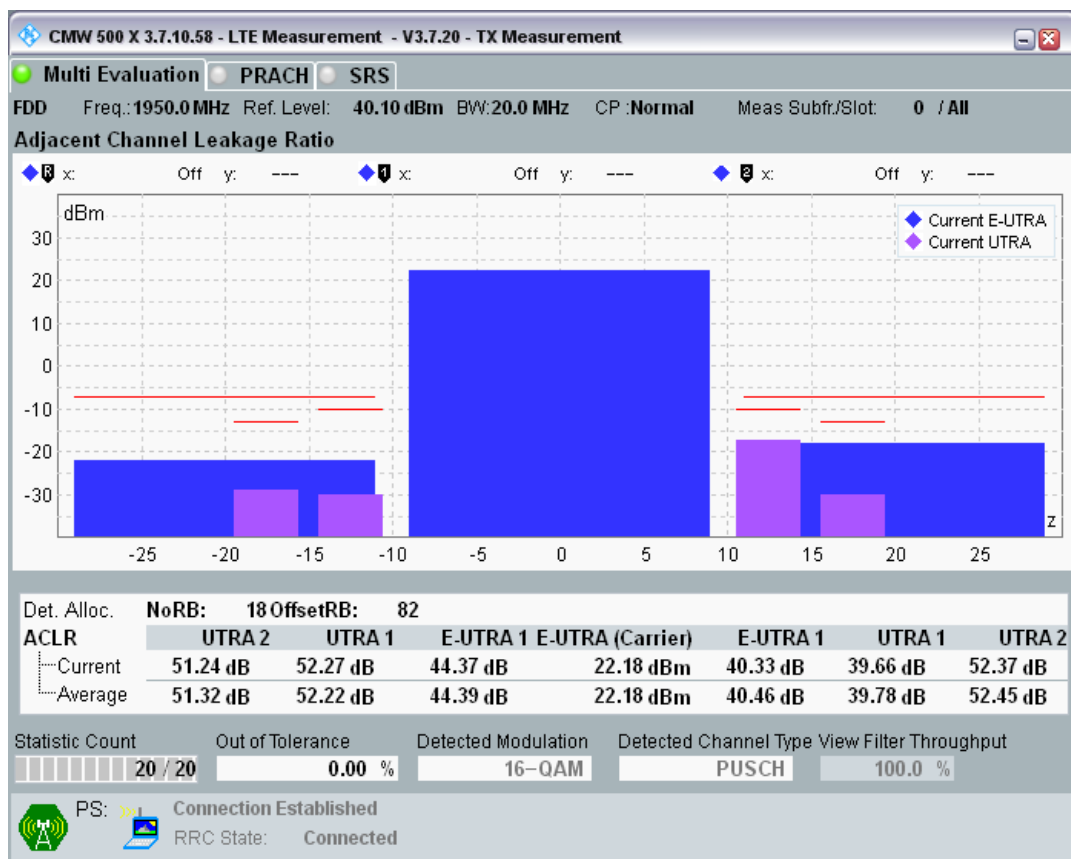 CMW 500 X 3.7.10.58 - LTE Measurement - V3.7.20 - TX Measurement
Multi Evaluation PRACH SRS
FDD Freq.:1950.0 MHz Ref. Level: 40.10 dBm BW:20.0 MHz CP :Normal Meas Subfr./Slot: 0 / All
Adjacent Channel Leakage Ratio
R x: Off y: --- 1 x: Off y: --- 2 x: Off y: ---
dBm
Current E-UTRA
Current UTRA
30
20
10
0
-10
-20
-30
z
-25 -20 -15 -10 -5 0 5 10 15 20 25
Det. Alloc. NoRB: 18 OffsetRB: 82
ACLR UTRA 2 UTRA 1 E-UTRA 1 E-UTRA (Carrier) E-UTRA 1 UTRA 1 UTRA 2
Current 51.24 dB 52.27 dB 44.37 dB 22.18 dBm 40.33 dB 39.66 dB 52.37 dB
Average 51.32 dB 52.22 dB 44.39 dB 22.18 dBm 40.46 dB 39.78 dB 52.45 dB
Statistic Count Out of Tolerance Detected Modulation Detected Channel Type View Filter Throughput
20 / 20 0.00 % 16-QAM PUSCH 100.0 %
PS: Connection Established
RRC State: Connected